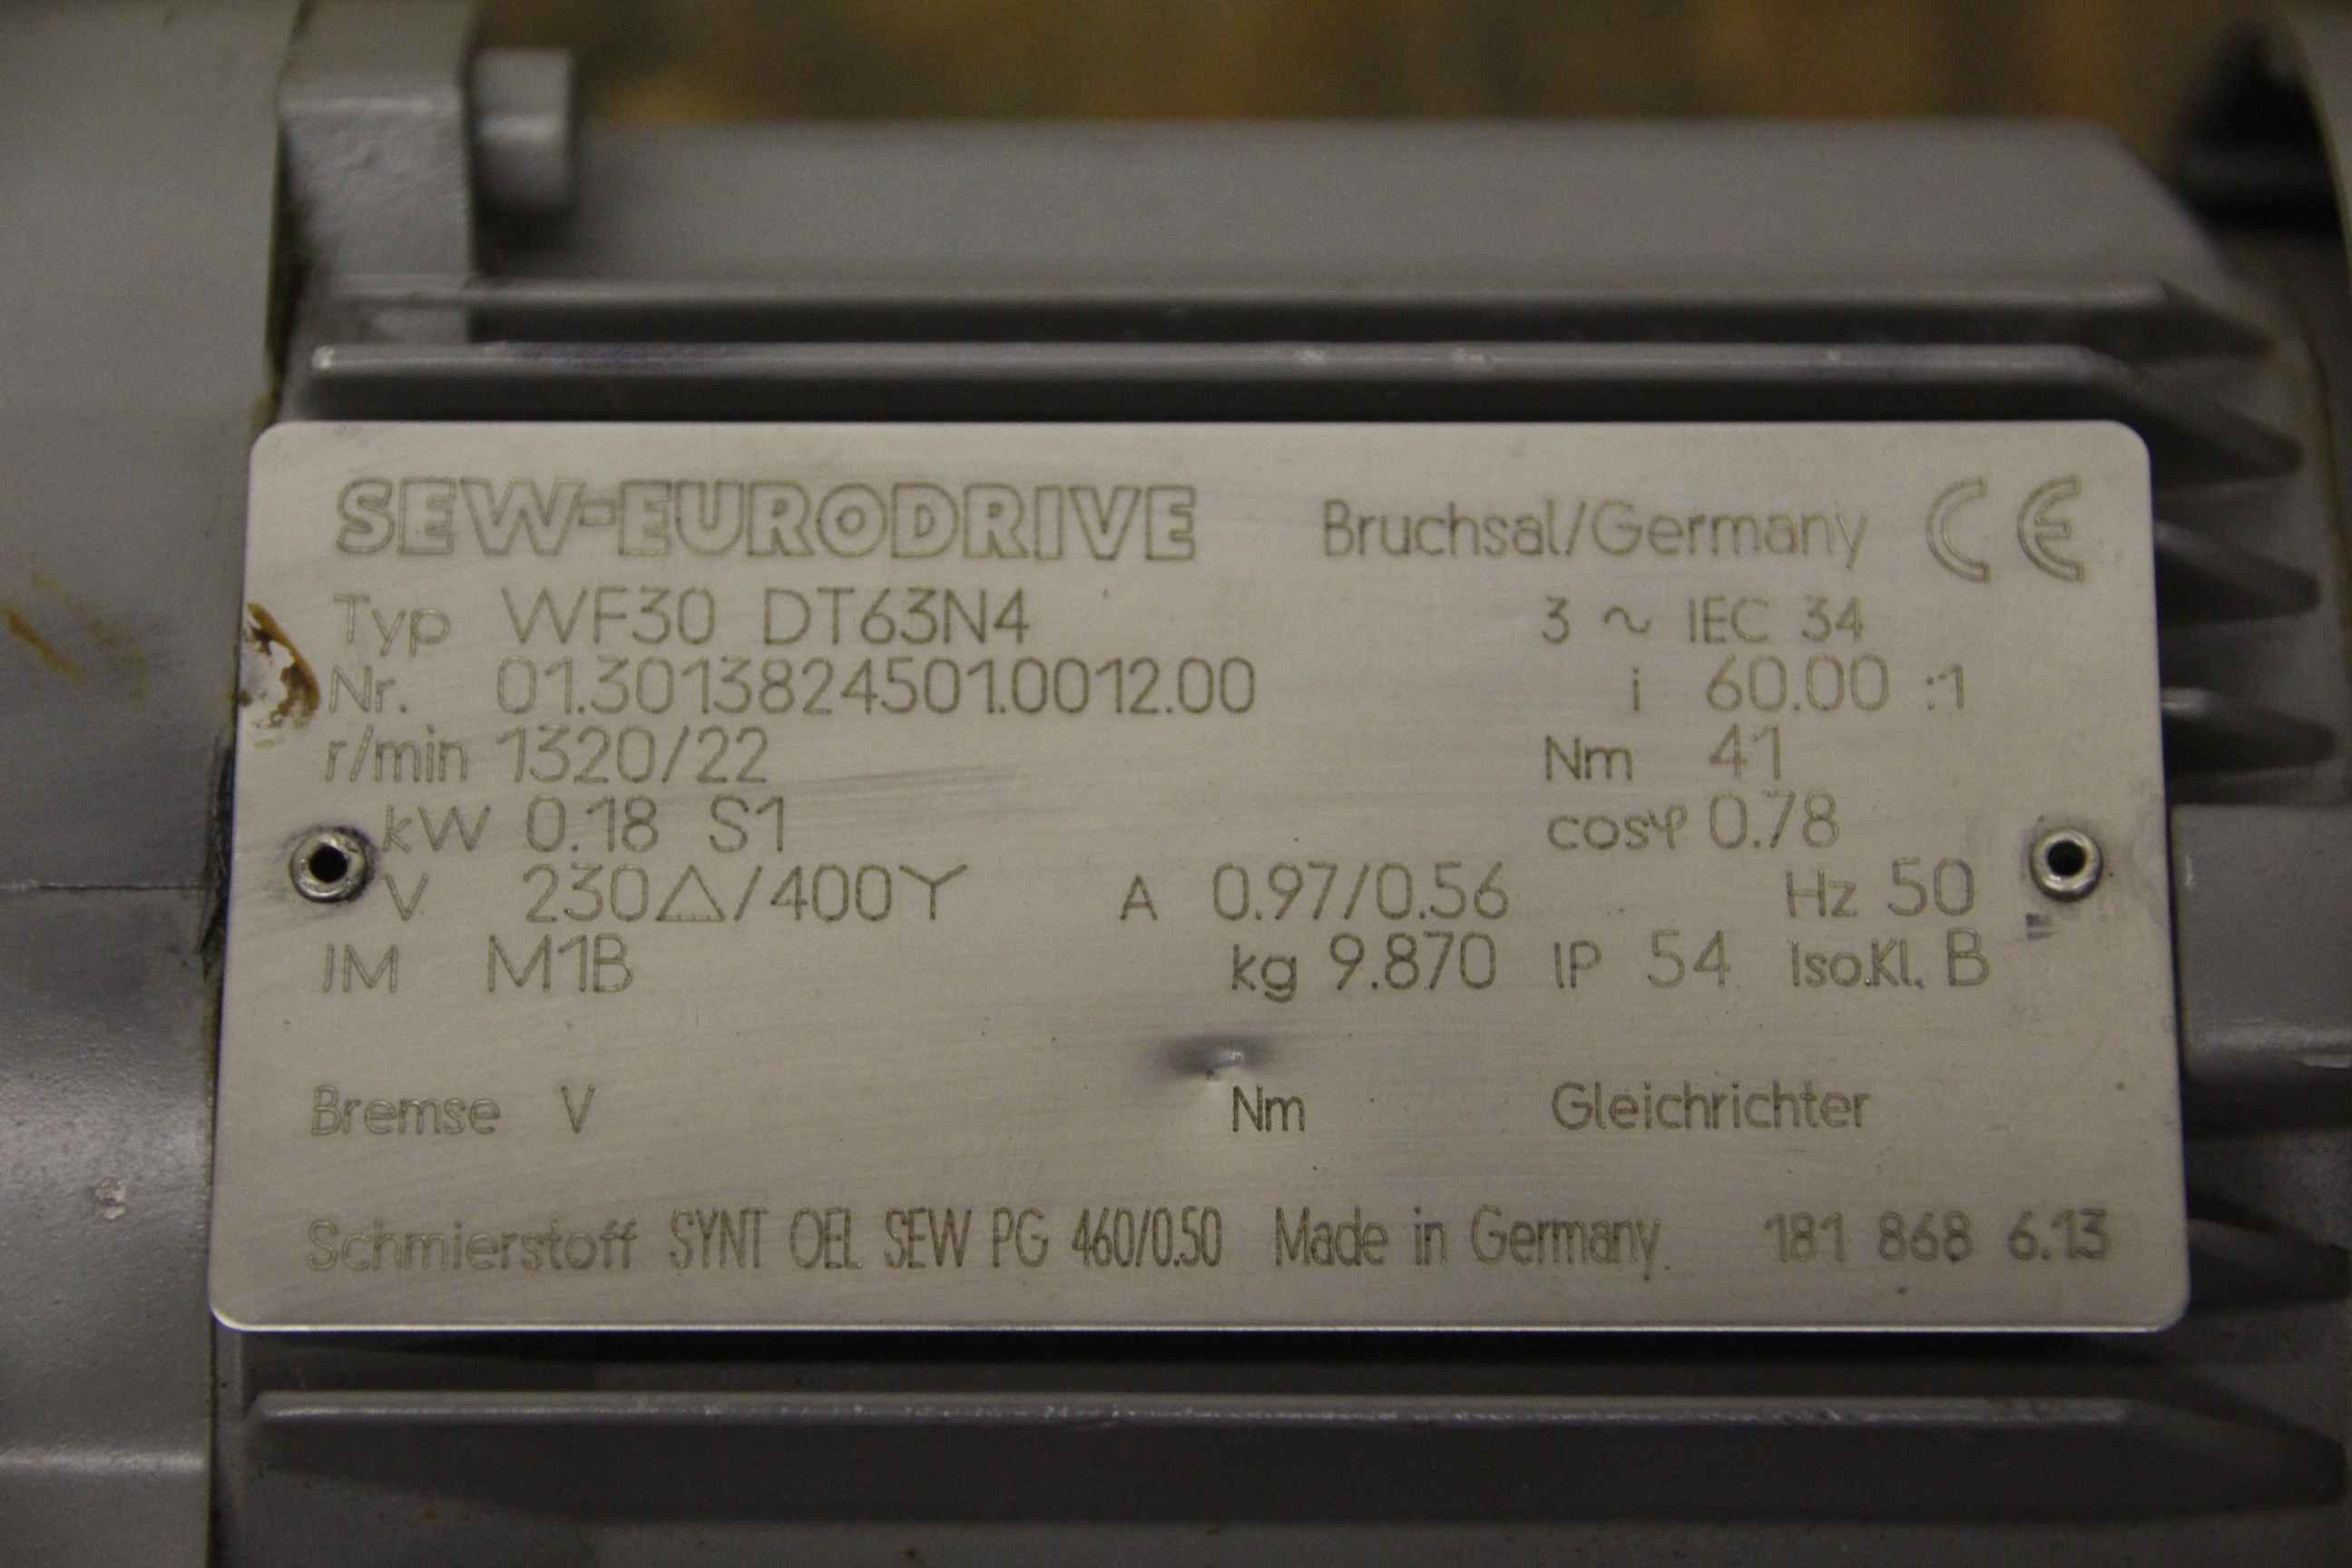 SEW-EURODRIVE Bruchsal/Germany CE
Typ WF30 DT63N4 3 ~ IEC 34
Nr. 01.3013824501.0012.00 i 60.00 :1
r/min 1320/22 Nm 41
kW 0.18 S1 cosφ 0.78
V 230△/400Y A 0.97/0.56 Hz 50
IM M1B kg 9.870 IP 54 Iso.Kl. B
Bremse V Nm Gleichrichter
Schmierstoff SYNT OEL SEW PG 460/0.50 Made in Germany 181 868 6.13